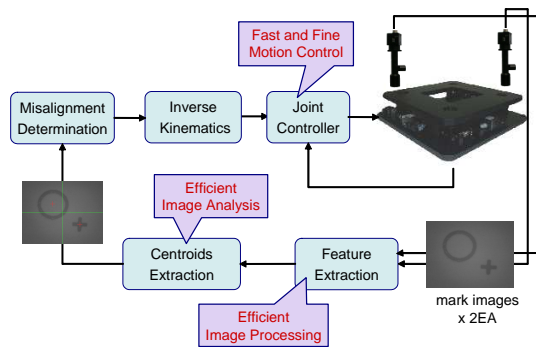 Fast and Fine
Motion Control
Misalignment
Determination
Inverse
Kinematics
Joint
Controller
Efficient
Image Analysis
Centroids
Extraction
Feature
Extraction
Efficient
Image Processing
mark images
x 2EA